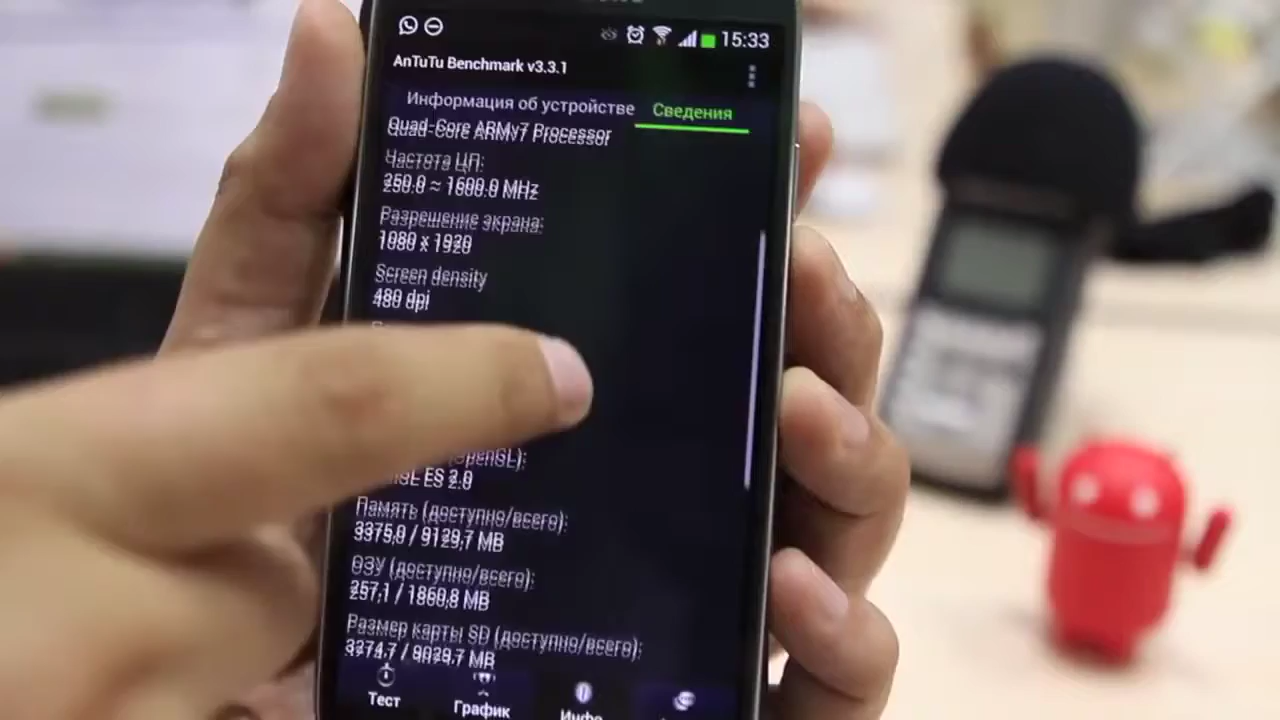 15:33
AnTuTu Benchmark v3.3.1
Информация об устройстве
Сведения
Quad-Core ARMv7 Processor
Частота ЦП:
250.0 ~ 1600.0 MHz
Разрешение экрана:
1080 x 1920
Screen density
480 dpi
ES 2.0
Память (доступно/всего):
3375,0 / 9129,7 MB
ОЗУ (доступно/всего):
257,1 / 1860,8 MB
Размер карты SD (доступно/всего):
/ 9029,7 MB
Тест
График
Инфо